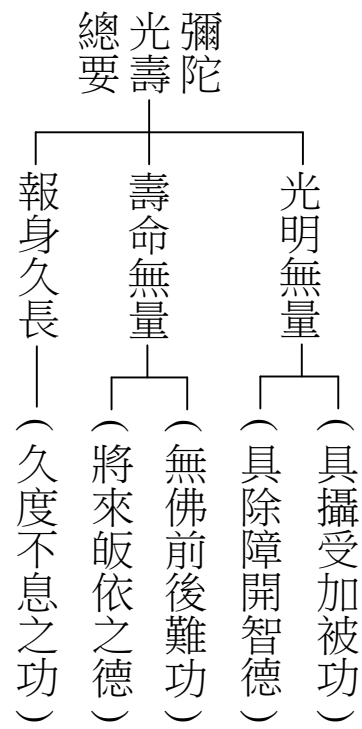 彌陀
光壽
總要
光明無量
（具攝受加被功）
（具除障開智德）
壽命無量
（無佛前後難功）
（將來皈依之德）
報身久長
（久度不息之功）